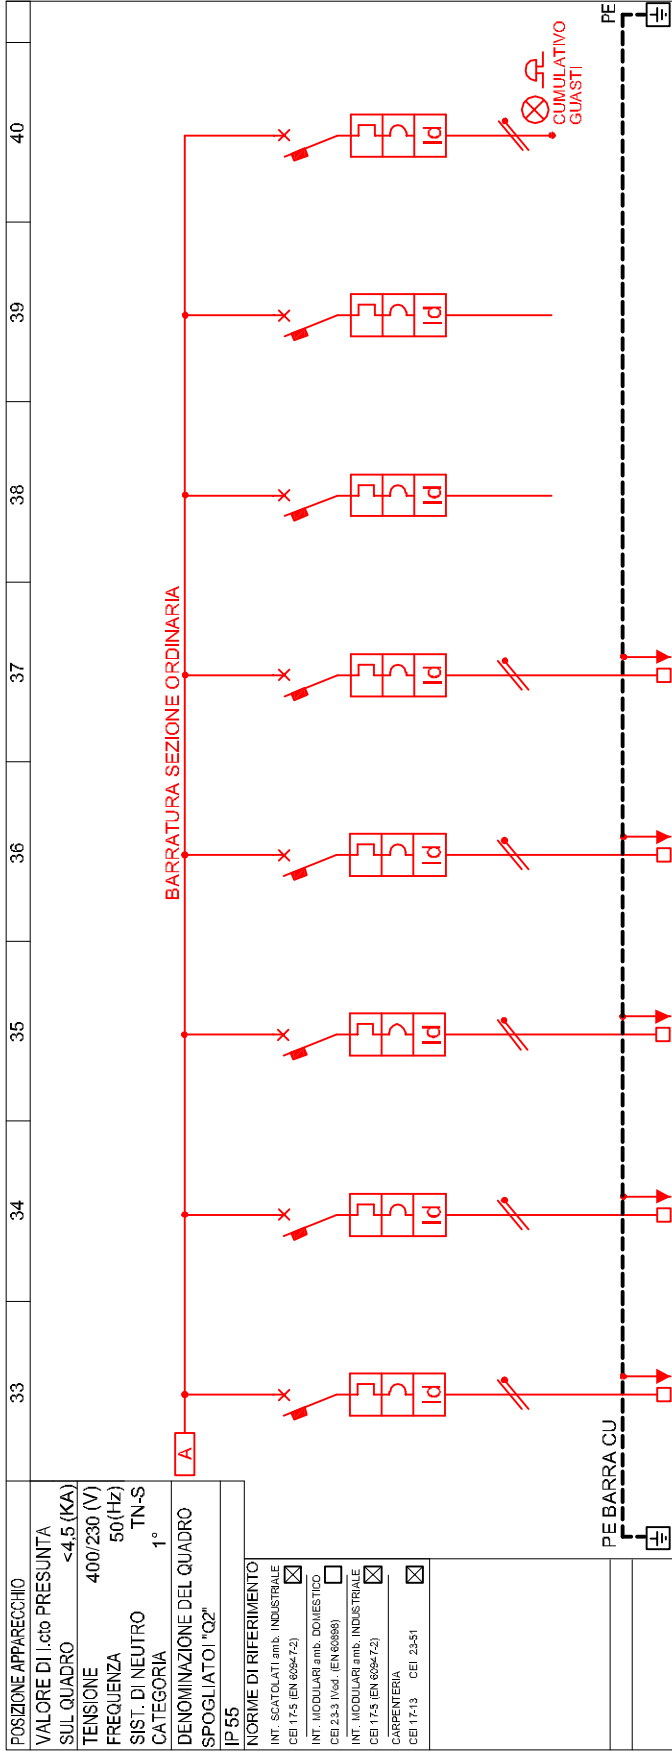 POSIZIONE APPARECCHIO
33 34 35 36 37 38 39 40
VALORE DI I.cto PRESUNTA
SUL QUADRO <4,5 (KA)
TENSIONE 400/230 (V)
FREQUENZA 50(Hz)
SIST. DI NEUTRO TN-S
CATEGORIA 1°
DENOMINAZIONE DEL QUADRO
SPOGLIATOI "Q2"
IP55
NORME DI RIFERIMENTO
INT. SCATOLATI amb. INDUSTRIALE
CEI 17-5 (EN 60947-2)
INT. MODULARI amb. DOMESTICO
CEI 23-3 IVed. (EN 60898)
INT. MODULARI amb. INDUSTRIALE
CEI 17-5 (EN 60947-2)
CARPENTERIA
CEI 17-13 CEI 23-51
A
BARRATURA SEZIONE ORDINARIA
Id Id Id Id Id Id Id Id
CUMULATIVO
GUASTI
PE BARRA CU
PE